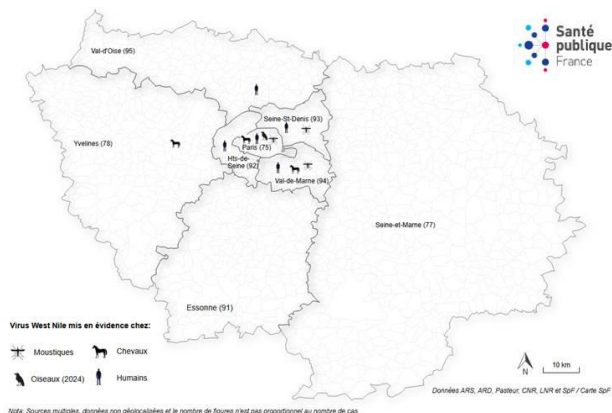 Santé
publique
France
Val-d'Oise (95)
Seine-St-Denis (93)
Yvelines (78)
Paris (75)
Hts-de-
Seine (92)
Val-de-Marne (94)
Seine-et-Marne (77)
Essonne (91)
Virus West Nile mis en évidence chez:
Moustiques
Chevaux
Oiseaux (2024)
Humains
N
10 km
Données ARS, ARD, Pasteur, CNR, LNR et SpF / Carte SpF
Nota: Sources multiples, données non géolocalisées et le nombre de figures n'est pas proportionnel au nombre de cas.